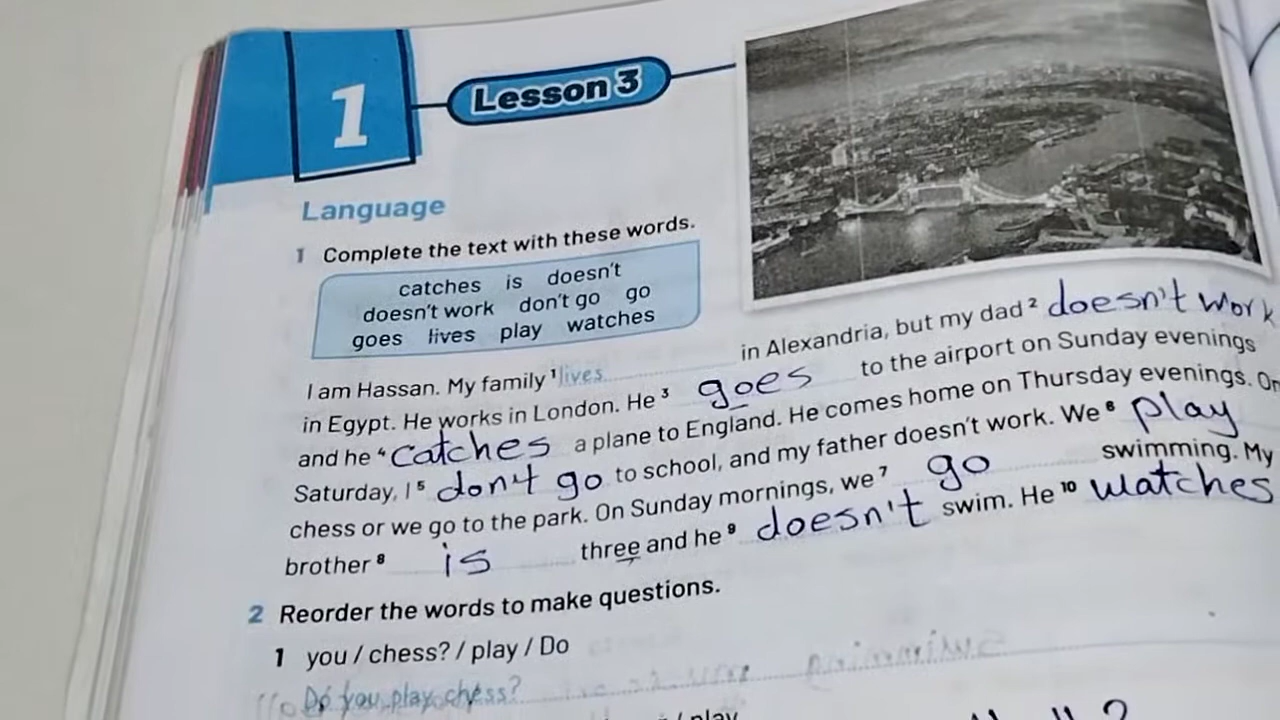 1
Lesson 3
Language
1 Complete the text with these words.
catches is doesn't
doesn't work don't go go
goes lives play watches
I am Hassan. My family ¹lives in Alexandria, but my dad ² doesn't work
in Egypt. He works in London. He ³ goes to the airport on Sunday evenings
and he ⁴ catches a plane to England. He comes home on Thursday evenings. On
Saturday, I ⁵ don't go to school, and my father doesn't work. We ⁶ play
chess or we go to the park. On Sunday mornings, we ⁷ go swimming. My
brother ⁸ is three and he ⁹ doesn't swim. He ¹⁰ watches
2 Reorder the words to make questions.
1 you / chess? / play / Do
Do you play chess?
/ play